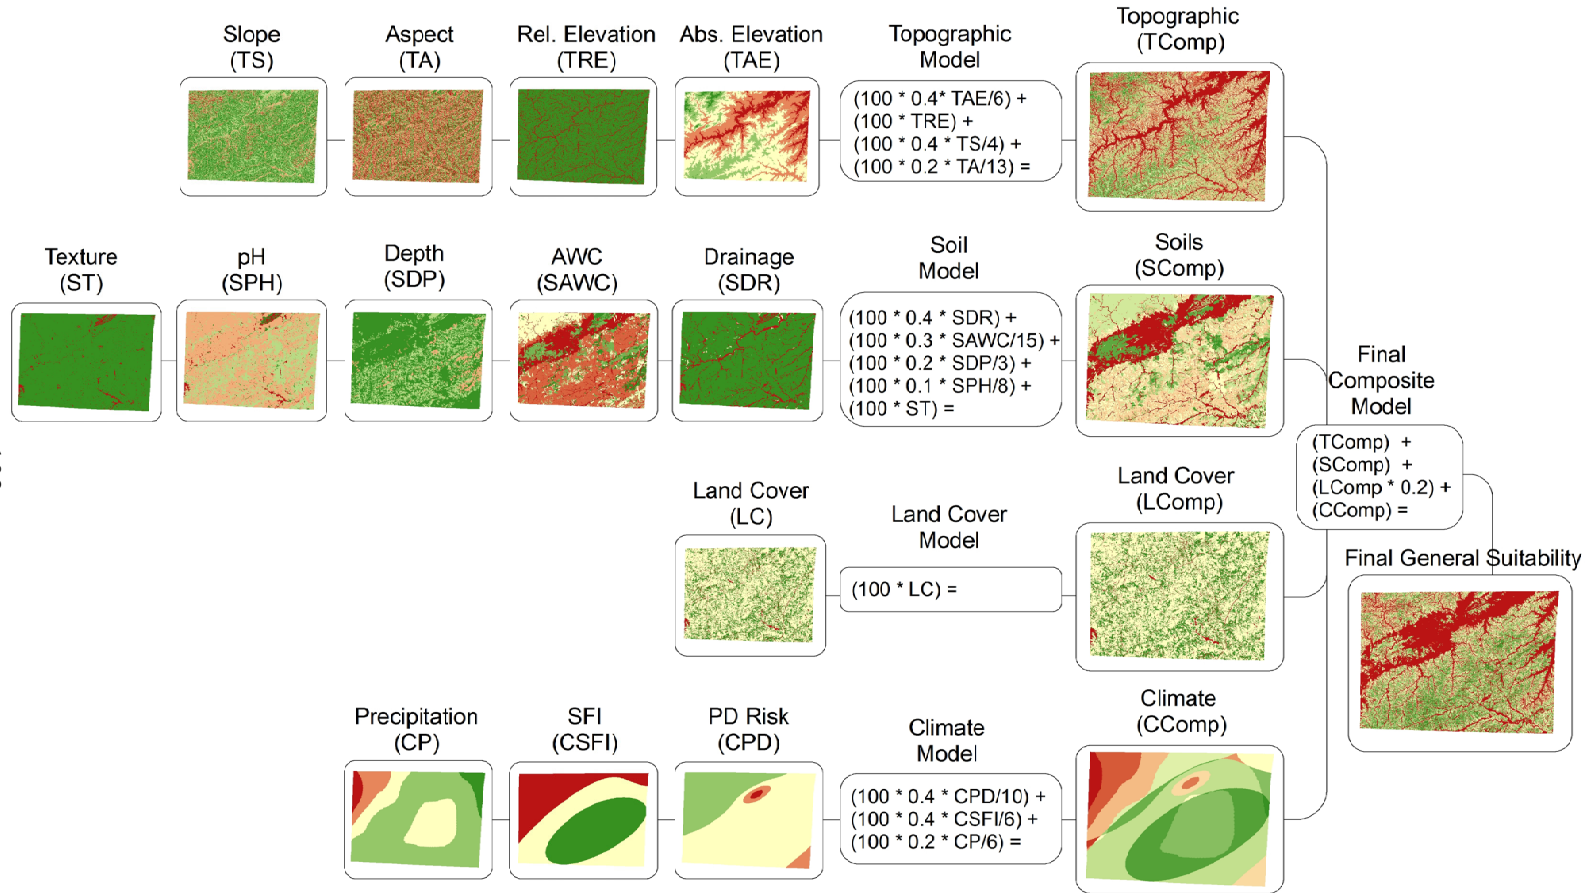 Slope
(TS)
Aspect
(TA)
Rel. Elevation
(TRE)
Abs. Elevation
(TAE)
Topographic
Model
(100 * 0.4* TAE/6) +
(100 * TRE) +
(100 * 0.4 * TS/4) +
(100 * 0.2 * TA/13) =
Topographic
(TComp)
Texture
(ST)
pH
(SPH)
Depth
(SDP)
AWC
(SAWC)
Drainage
(SDR)
Soil
Model
(100 * 0.4 * SDR) +
(100 * 0.3 * SAWC/15) +
(100 * 0.2 * SDP/3) +
(100 * 0.1 * SPH/8) +
(100 * ST) =
Soils
(SComp)
Land Cover
(LC)
Land Cover
Model
(100 * LC) =
Land Cover
(LComp)
Precipitation
(CP)
SFI
(CSFI)
PD Risk
(CPD)
Climate
Model
(100 * 0.4 * CPD/10) +
(100 * 0.4 * CSFI/6) +
(100 * 0.2 * CP/6) =
Climate
(CComp)
Final
Composite
Model
(TComp) +
(SComp) +
(LComp * 0.2) +
(CComp) =
Final General Suitability